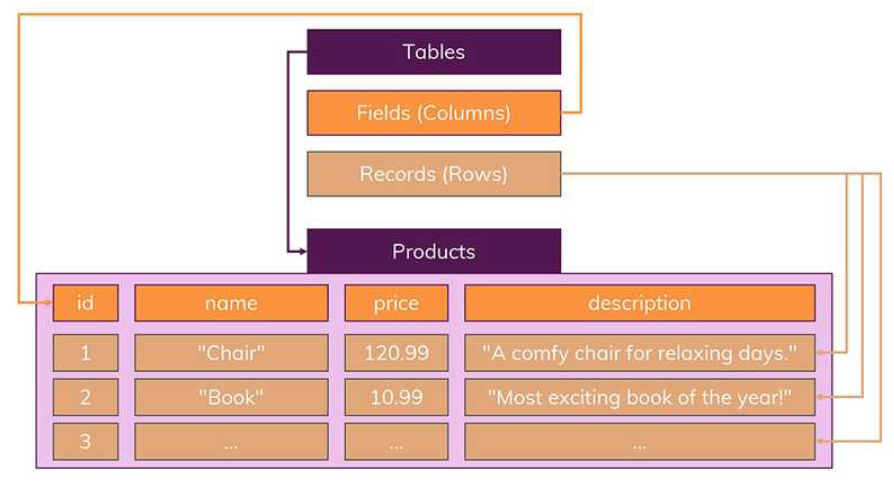 Tables
Fields (Columns)
Records (Rows)
Products
id name price description
1 "Chair" 120.99 "A comfy chair for relaxing days."
2 "Book" 10.99 "Most exciting book of the year!"
3 ... ... ...